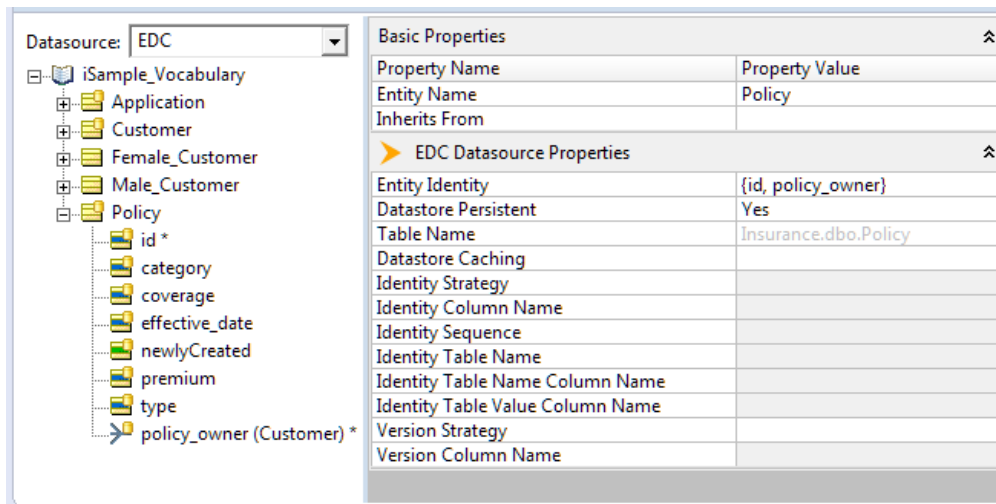 Datasource: EDC
iSample_Vocabulary
Application
Customer
Female_Customer
Male_Customer
Policy
id *
category
coverage
effective_date
newlyCreated
premium
type
policy_owner (Customer) *
Basic Properties
Property Name Property Value
Entity Name Policy
Inherits From
EDC Datasource Properties
Entity Identity {id, policy_owner}
Datastore Persistent Yes
Table Name Insurance.dbo.Policy
Datastore Caching
Identity Strategy
Identity Column Name
Identity Sequence
Identity Table Name
Identity Table Name Column Name
Identity Table Value Column Name
Version Strategy
Version Column Name